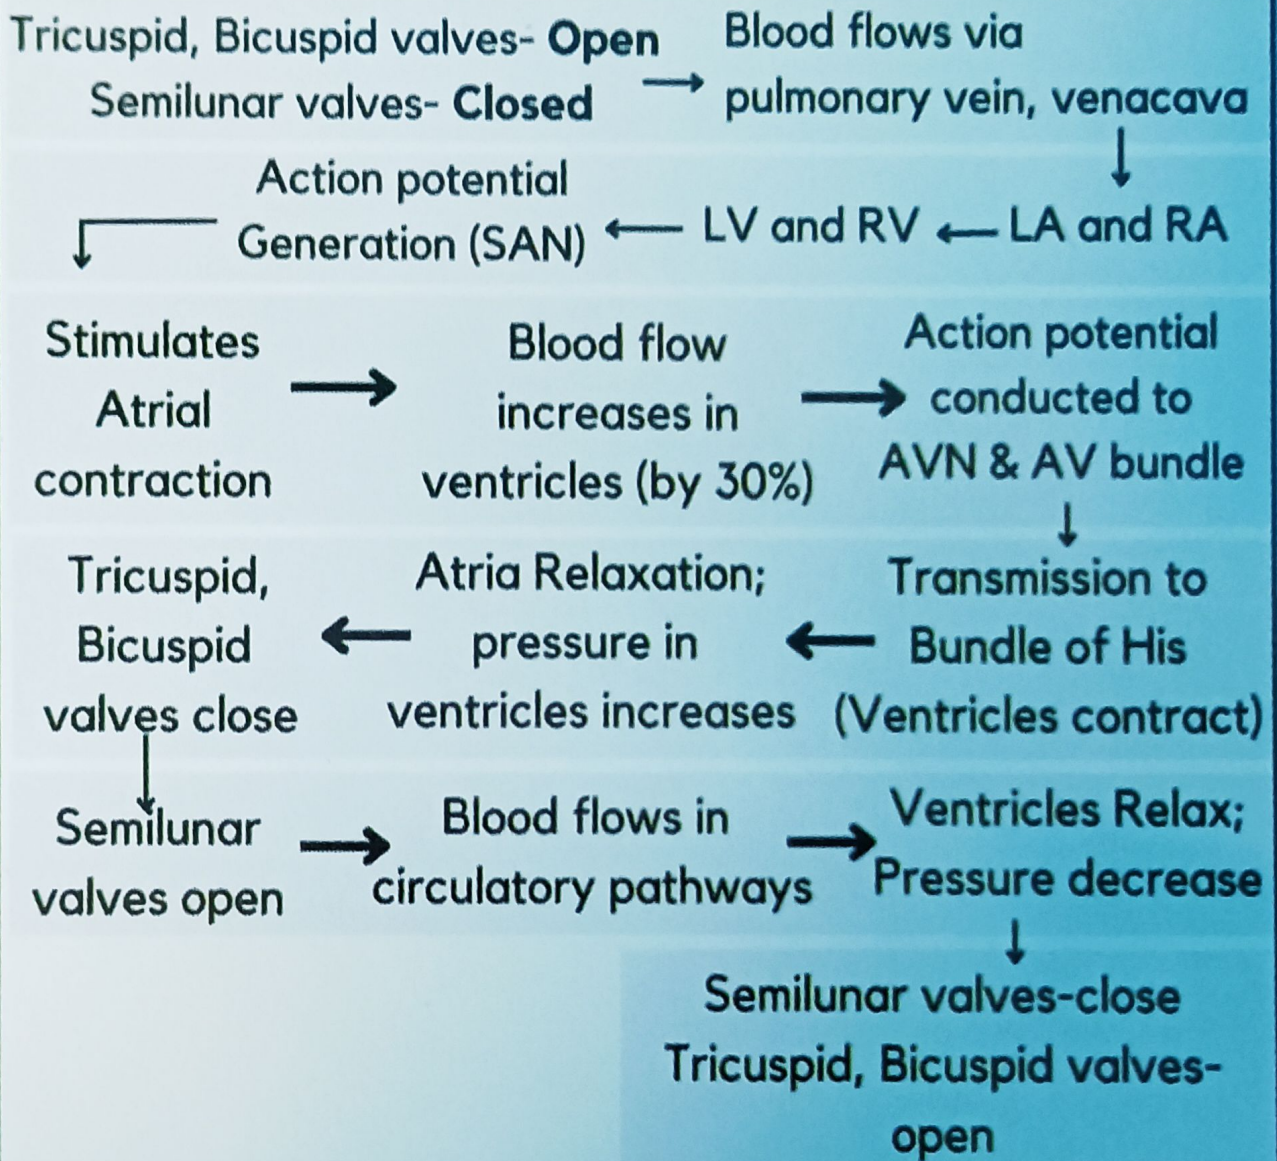 Tricuspid, Bicuspid valves- Open
Semilunar valves- Closed
Blood flows via
pulmonary vein, venacava
LA and RA
LV and RV
Action potential
Generation (SAN)
Stimulates
Atrial
contraction
Blood flow
increases in
ventricles (by 30%)
Action potential
conducted to
AVN & AV bundle
Transmission to
Bundle of His
(Ventricles contract)
Atria Relaxation;
pressure in
ventricles increases
Tricuspid,
Bicuspid
valves close
Semilunar
valves open
Blood flows in
circulatory pathways
Ventricles Relax;
Pressure decrease
Semilunar valves-close
Tricuspid, Bicuspid valves-
open